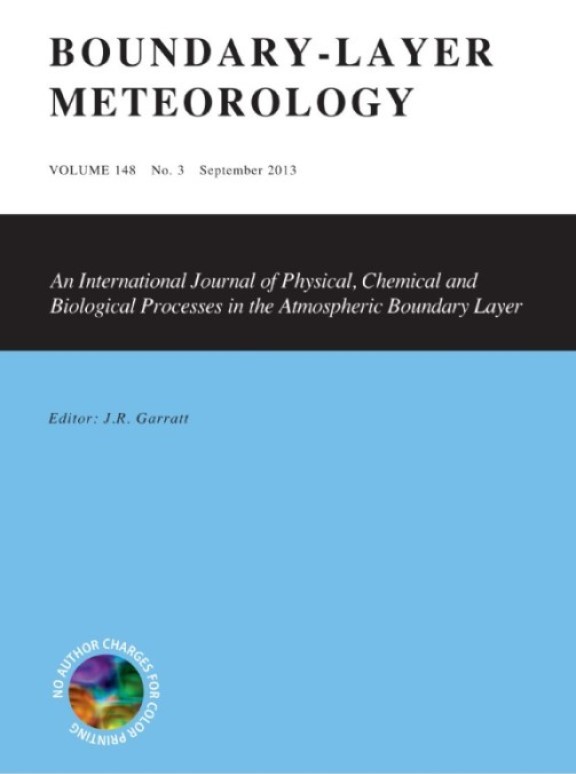 BOUNDARY-LAYER
METEOROLOGY
VOLUME 148 No. 3 September 2013
An International Journal of Physical, Chemical and
Biological Processes in the Atmospheric Boundary Layer
Editor: J.R. Garratt
NO AUTHOR CHARGES FOR COLOR PRINTING